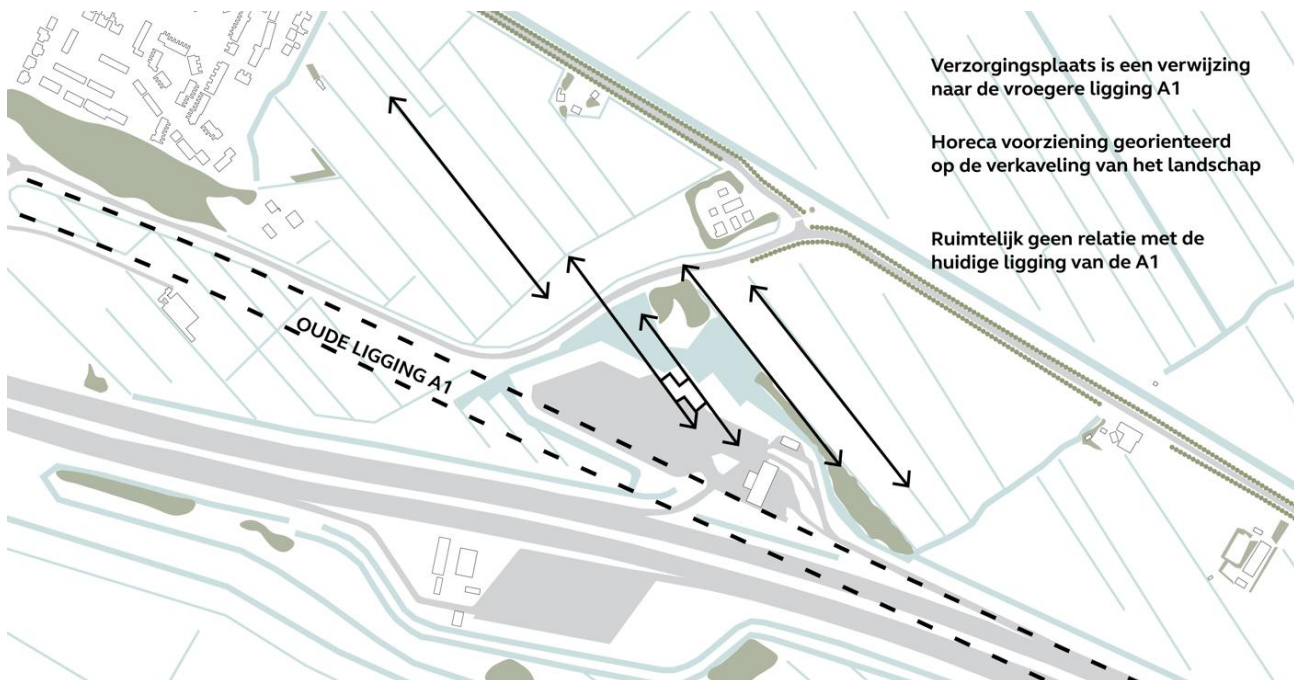 Verzorgingsplaats is een verwijzing
naar de vroegere ligging A1
Horeca voorziening georienteerd
op de verkaveling van het landschap
Ruimtelijk geen relatie met de
huidige ligging van de A1
OUDE LIGGING A1